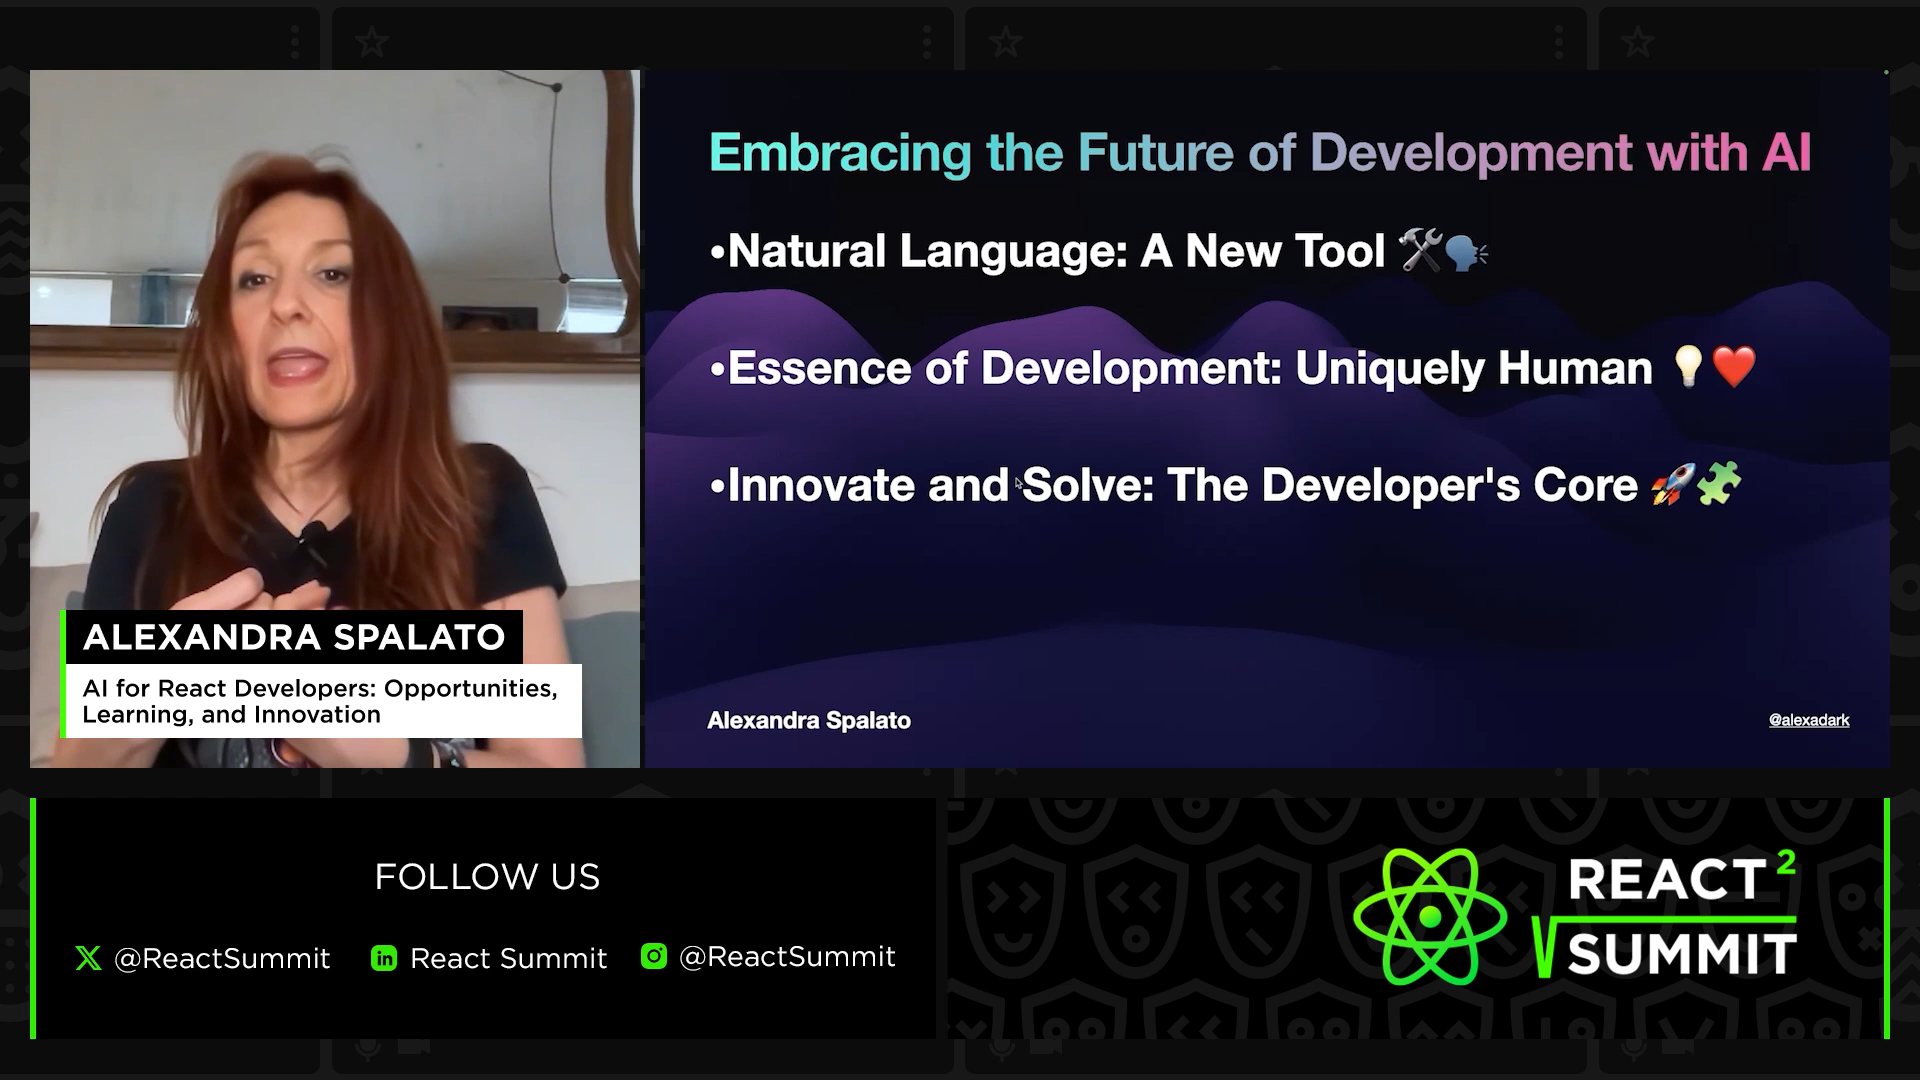 Embracing the Future of Development with AI
•Natural Language: A New Tool 🛠🗣
•Essence of Development: Uniquely Human 💡❤️
•Innovate and Solve: The Developer's Core 🚀🧩
Alexandra Spalato
@alexadark
ALEXANDRA SPALATO
AI for React Developers: Opportunities,
Learning, and Innovation
FOLLOW US
@ReactSummit
in React Summit
@ReactSummit
REACT 2
SUMMIT